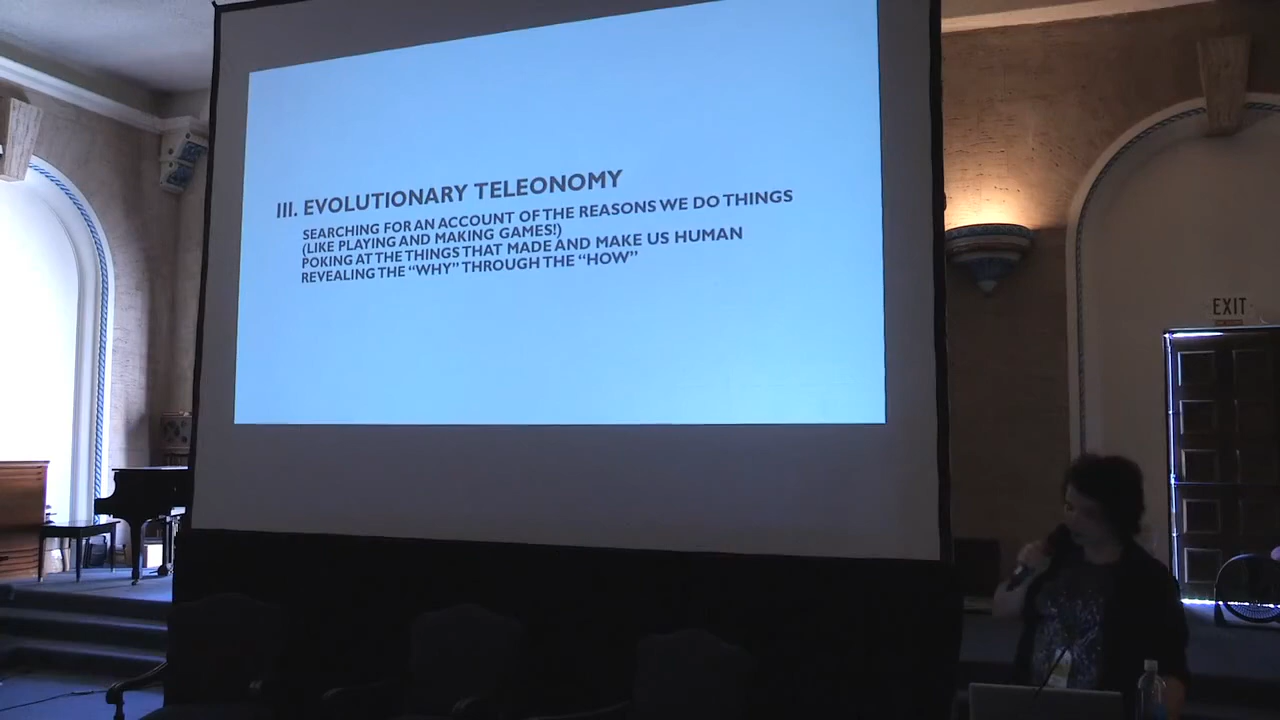 III. EVOLUTIONARY TELEONOMY
SEARCHING FOR AN ACCOUNT OF THE REASONS WE DO THINGS
(LIKE PLAYING AND MAKING GAMES!)
POKING AT THE THINGS THAT MADE AND MAKE US HUMAN
REVEALING THE “WHY” THROUGH THE “HOW”
EXIT